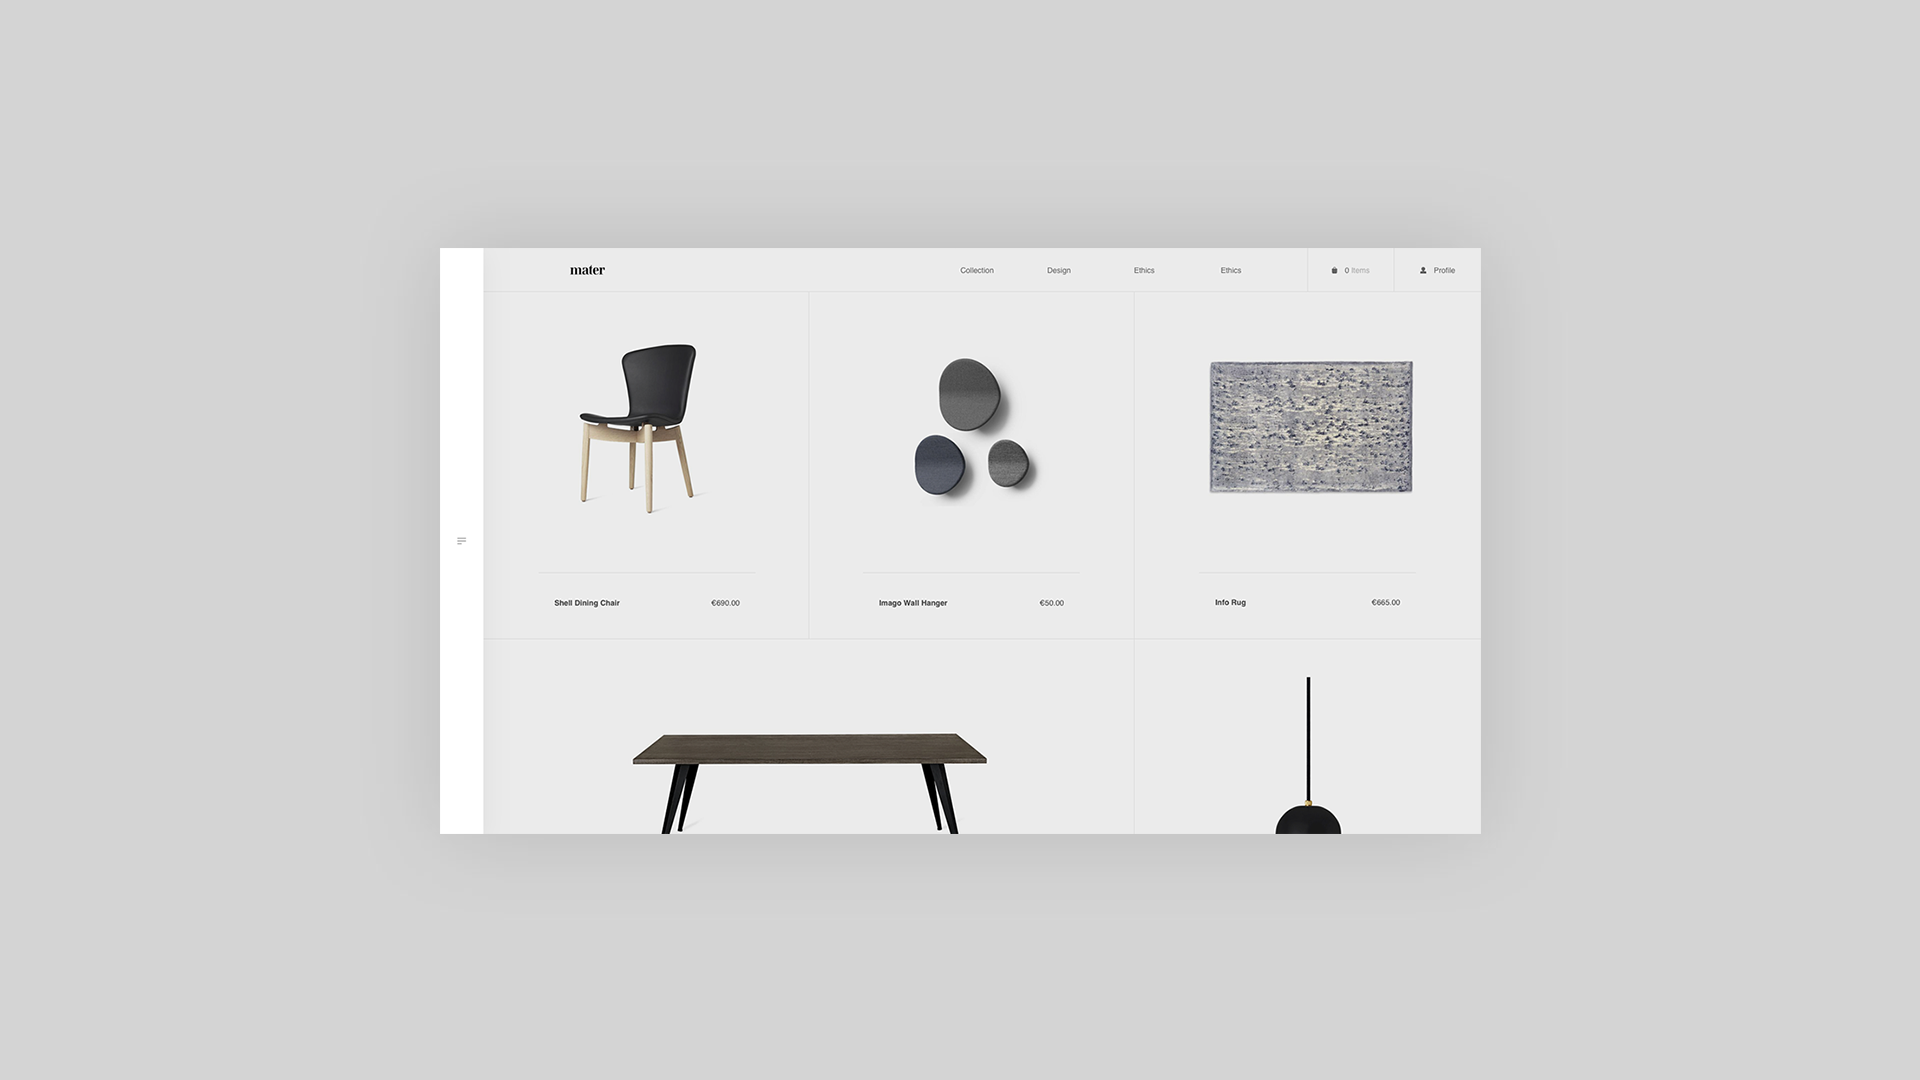 mater
Collection
Design
Ethics
Ethics
0 Items
Profile
Shell Dining Chair
€690.00
Imago Wall Hanger
€50.00
Info Rug
€665.00